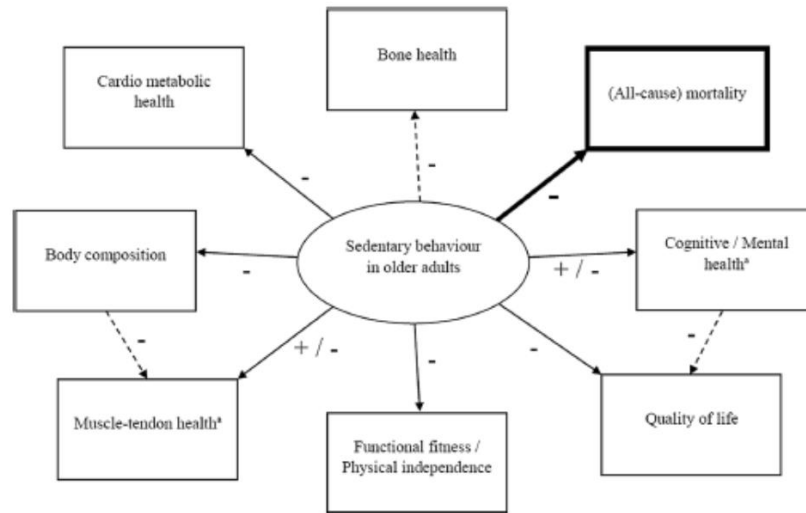 Bone health
Cardio metabolic
health
(All-cause) mortality
-
-
-
Body composition
Sedentary behaviour
in older adults
Cognitive / Mental
healthª
-
+ / -
-
+ / -
-
-
-
Muscle-tendon healthª
Functional fitness /
Physical independence
Quality of life